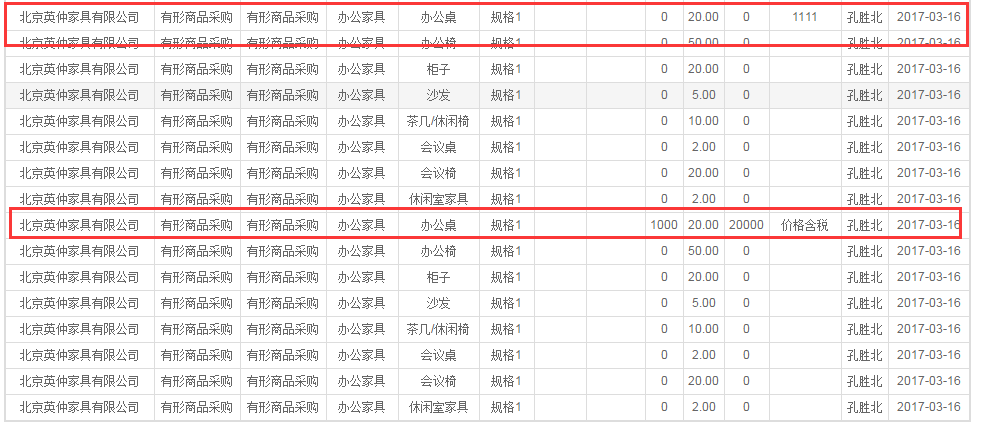 北京英仲家具有限公司 有形商品采购 有形商品采购 办公家具 办公桌 规格1 0 20.00 0 1111 孔胜北 2017-03-16
北京英仲家具有限公司 有形商品采购 有形商品采购 办公家具 办公椅 规格1 0 50.00 0 孔胜北 2017-03-16
北京英仲家具有限公司 有形商品采购 有形商品采购 办公家具 柜子 规格1 0 20.00 0 孔胜北 2017-03-16
北京英仲家具有限公司 有形商品采购 有形商品采购 办公家具 沙发 规格1 0 5.00 0 孔胜北 2017-03-16
北京英仲家具有限公司 有形商品采购 有形商品采购 办公家具 茶几/休闲椅 规格1 0 10.00 0 孔胜北 2017-03-16
北京英仲家具有限公司 有形商品采购 有形商品采购 办公家具 会议桌 规格1 0 2.00 0 孔胜北 2017-03-16
北京英仲家具有限公司 有形商品采购 有形商品采购 办公家具 会议椅 规格1 0 20.00 0 孔胜北 2017-03-16
北京英仲家具有限公司 有形商品采购 有形商品采购 办公家具 休闲室家具 规格1 0 2.00 0 孔胜北 2017-03-16
北京英仲家具有限公司 有形商品采购 有形商品采购 办公家具 办公桌 规格1 1000 20.00 20000 价格含税 孔胜北 2017-03-16
北京英仲家具有限公司 有形商品采购 有形商品采购 办公家具 办公椅 规格1 0 50.00 0 孔胜北 2017-03-16
北京英仲家具有限公司 有形商品采购 有形商品采购 办公家具 柜子 规格1 0 20.00 0 孔胜北 2017-03-16
北京英仲家具有限公司 有形商品采购 有形商品采购 办公家具 沙发 规格1 0 5.00 0 孔胜北 2017-03-16
北京英仲家具有限公司 有形商品采购 有形商品采购 办公家具 茶几/休闲椅 规格1 0 10.00 0 孔胜北 2017-03-16
北京英仲家具有限公司 有形商品采购 有形商品采购 办公家具 会议桌 规格1 0 2.00 0 孔胜北 2017-03-16
北京英仲家具有限公司 有形商品采购 有形商品采购 办公家具 会议椅 规格1 0 20.00 0 孔胜北 2017-03-16
北京英仲家具有限公司 有形商品采购 有形商品采购 办公家具 休闲室家具 规格1 0 2.00 0 孔胜北 2017-03-16